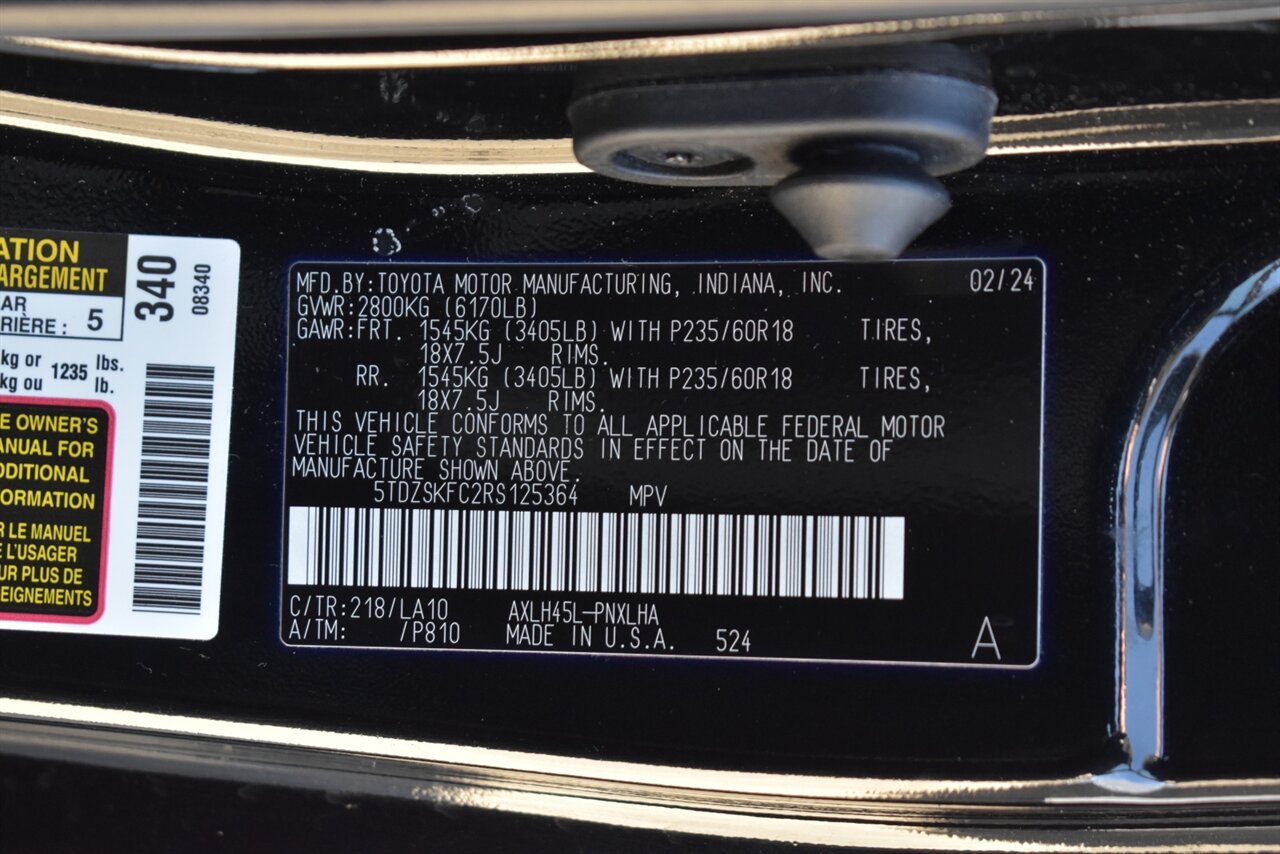 ATION
ARGEMENT
AR
RIÈRE : 5
kg or 1235 lbs.
kg ou lb.
E OWNER'S
ANUAL FOR
DDITIONAL
ORMATION
R LE MANUEL
E L'USAGER
UR PLUS DE
EIGNEMENTS
340
08340
MFD.BY:TOYOTA MOTOR MANUFACTURING, INDIANA, INC. 02/24
GVWR:2800KG (6170LB)
GAWR:FRT. 1545KG (3405LB) WITH P235/60R18 TIRES,
18X7.5J RIMS.
RR. 1545KG (3405LB) WITH P235/60R18 TIRES,
18X7.5J RIMS.
THIS VEHICLE CONFORMS TO ALL APPLICABLE FEDERAL MOTOR
VEHICLE SAFETY STANDARDS IN EFFECT ON THE DATE OF
MANUFACTURE SHOWN ABOVE.
5TDZSKFC2RS125364 MPV
C/TR:218/LA10 AXLH45L-PNXLHA
A/TM: /P810 MADE IN U.S.A. 524
A